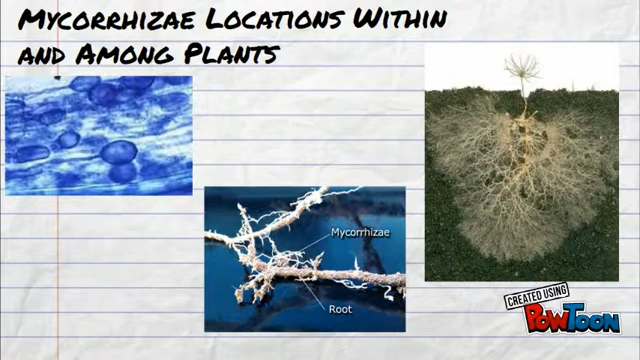 Mycorrhizae Locations Within
and Among Plants
Mycorrhizae
Root
CREATED USING
PowToon